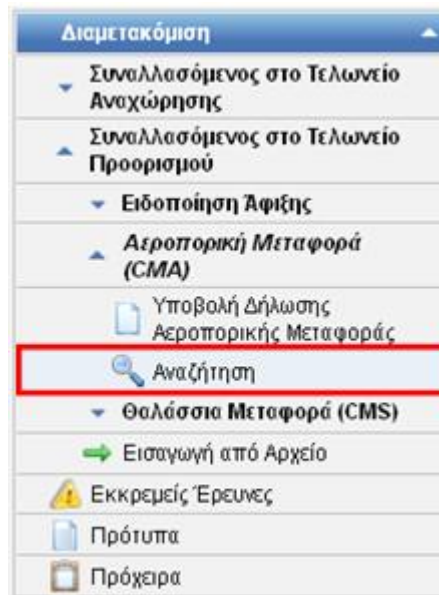 Διαμετακόμιση
Συναλλασόμενος στο Τελωνείο
Αναχώρησης
Συναλλασόμενος στο Τελωνείο
Προορισμού
Ειδοποίηση Άφιξης
Αεροπορική Μεταφορά
(CMA)
Υποβολή Δήλωσης
Αεροπορικής Μεταφοράς
Αναζήτηση
Θαλάσσια Μεταφορά (CMS)
Εισαγωγή από Αρχείο
Εκκρεμείς Έρευνες
Πρότυπα
Πρόχειρα